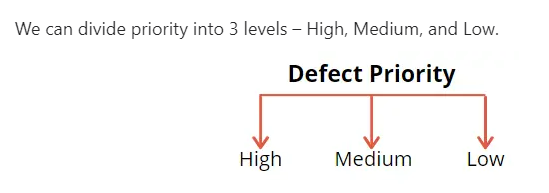 We can divide priority into 3 levels – High, Medium, and Low.
Defect Priority
High Medium Low